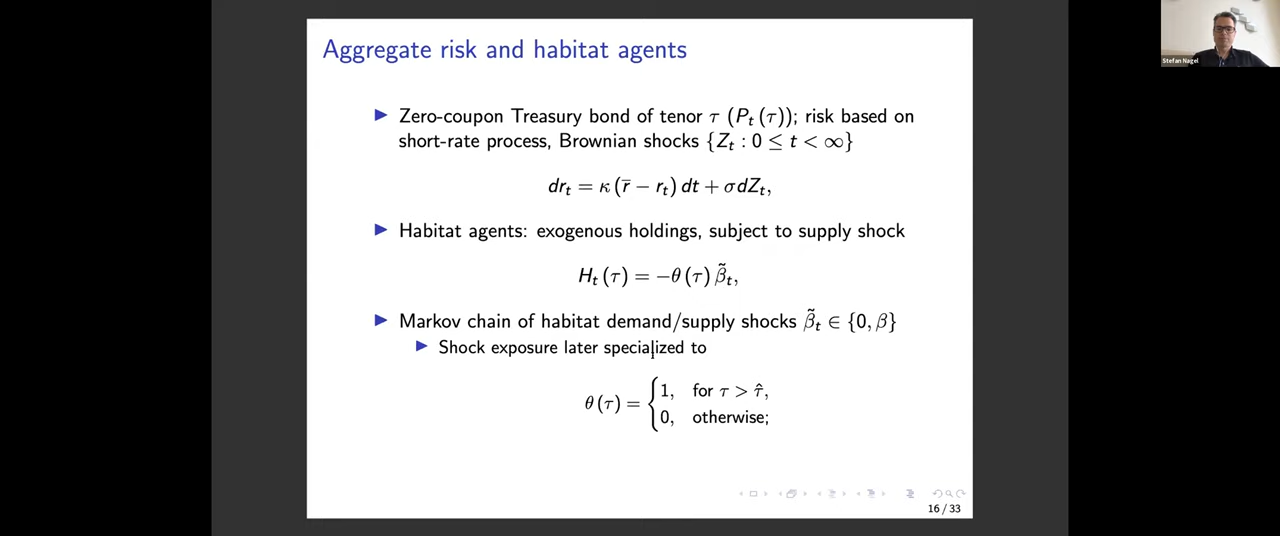 Aggregate risk and habitat agents
▶ Zero-coupon Treasury bond of tenor τ (P_t (τ)); risk based on
short-rate process, Brownian shocks {Z_t : 0 ≤ t < ∞}
dr_t = κ (r̄ − r_t) dt + σdZ_t,
▶ Habitat agents: exogenous holdings, subject to supply shock
H_t (τ) = −θ (τ) β̃_t,
▶ Markov chain of habitat demand/supply shocks β̃_t ∈ {0, β}
▶ Shock exposure later specialized to
θ (τ) = { 1, for τ > τ̂,
0, otherwise;
16 / 33
Stefan Nagel